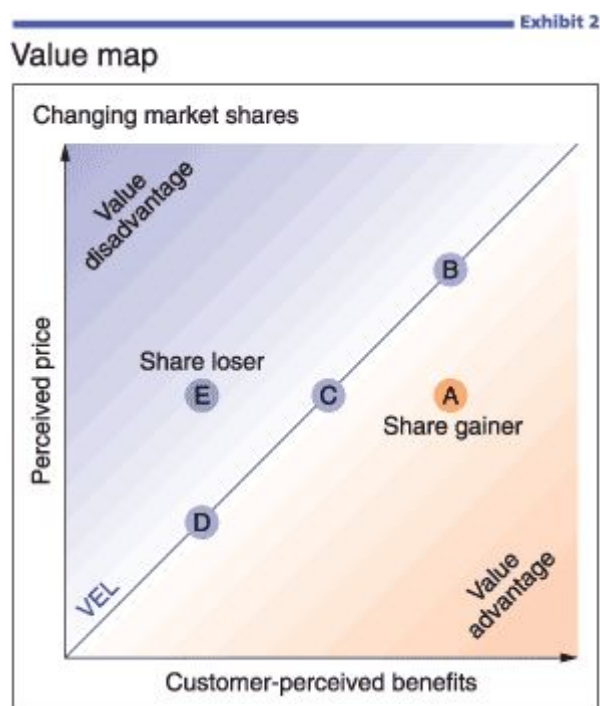 Exhibit 2
Value map
Changing market shares
Value
disadvantage
B
Share loser
E
C
A
Share gainer
Perceived price
D
VEL
Value
advantage
Customer-perceived benefits